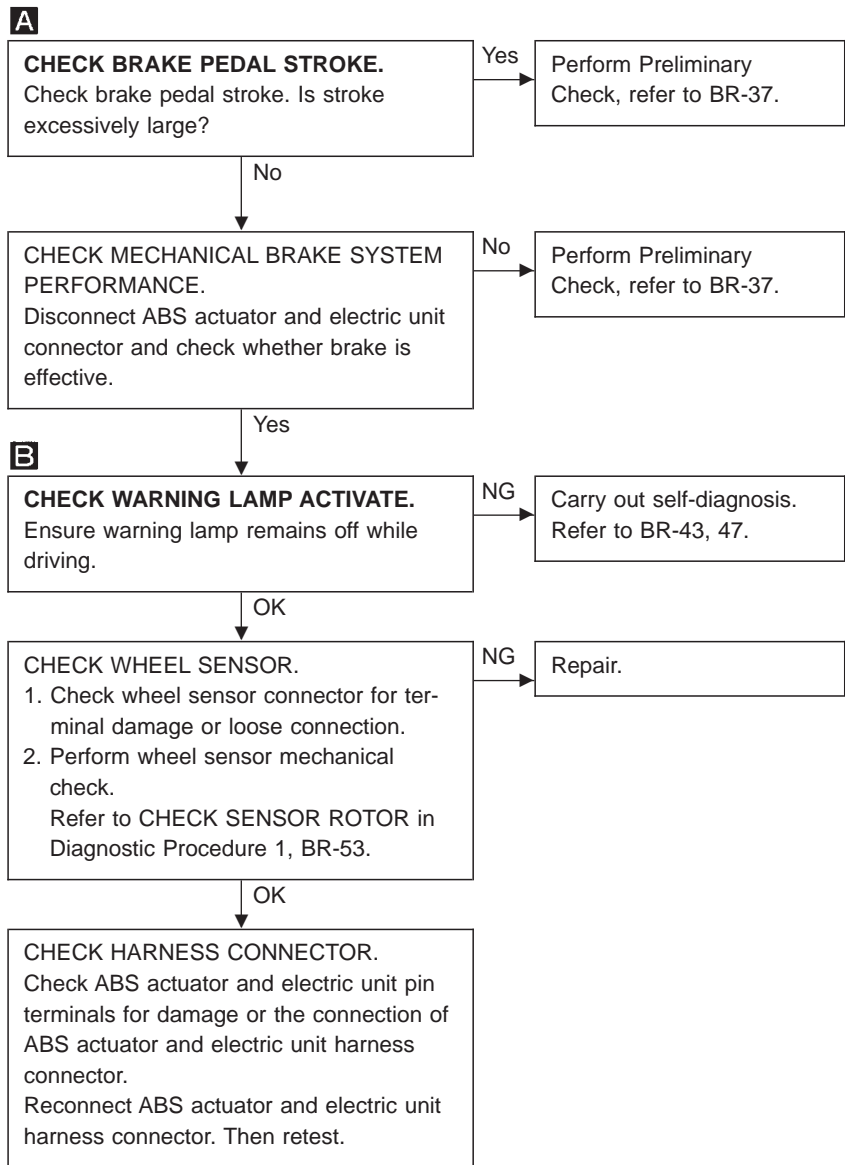 A
CHECK BRAKE PEDAL STROKE.
Check brake pedal stroke. Is stroke
excessively large?
Yes
Perform Preliminary
Check, refer to BR-37.
No
CHECK MECHANICAL BRAKE SYSTEM
PERFORMANCE.
Disconnect ABS actuator and electric unit
connector and check whether brake is
effective.
No
Perform Preliminary
Check, refer to BR-37.
Yes
B
CHECK WARNING LAMP ACTIVATE.
Ensure warning lamp remains off while
driving.
NG
Carry out self-diagnosis.
Refer to BR-43, 47.
OK
CHECK WHEEL SENSOR.
1. Check wheel sensor connector for ter-
minal damage or loose connection.
2. Perform wheel sensor mechanical
check.
Refer to CHECK SENSOR ROTOR in
Diagnostic Procedure 1, BR-53.
NG
Repair.
OK
CHECK HARNESS CONNECTOR.
Check ABS actuator and electric unit pin
terminals for damage or the connection of
ABS actuator and electric unit harness
connector.
Reconnect ABS actuator and electric unit
harness connector. Then retest.